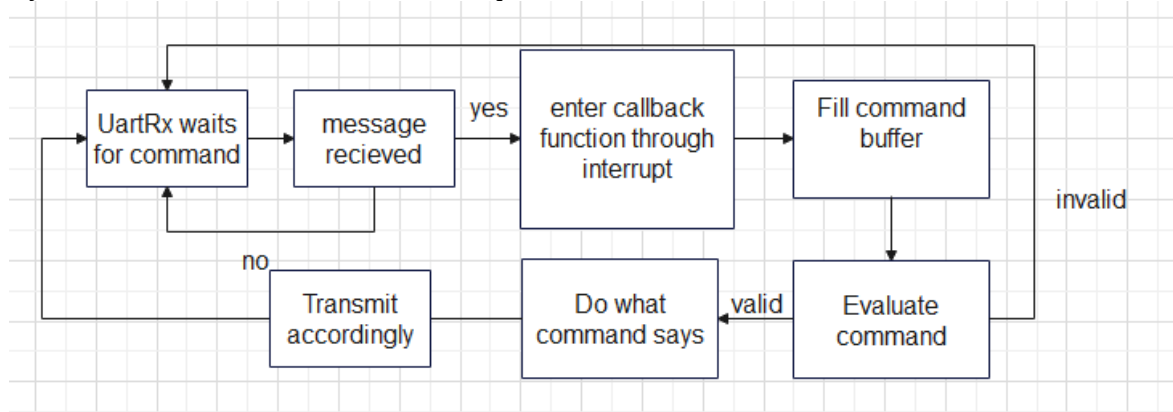 UartRx waits
for command
message
recieved
yes
enter callback
function through
interrupt
Fill command
buffer
invalid
no
Transmit
accordingly
Do what
command says
valid
Evaluate
command